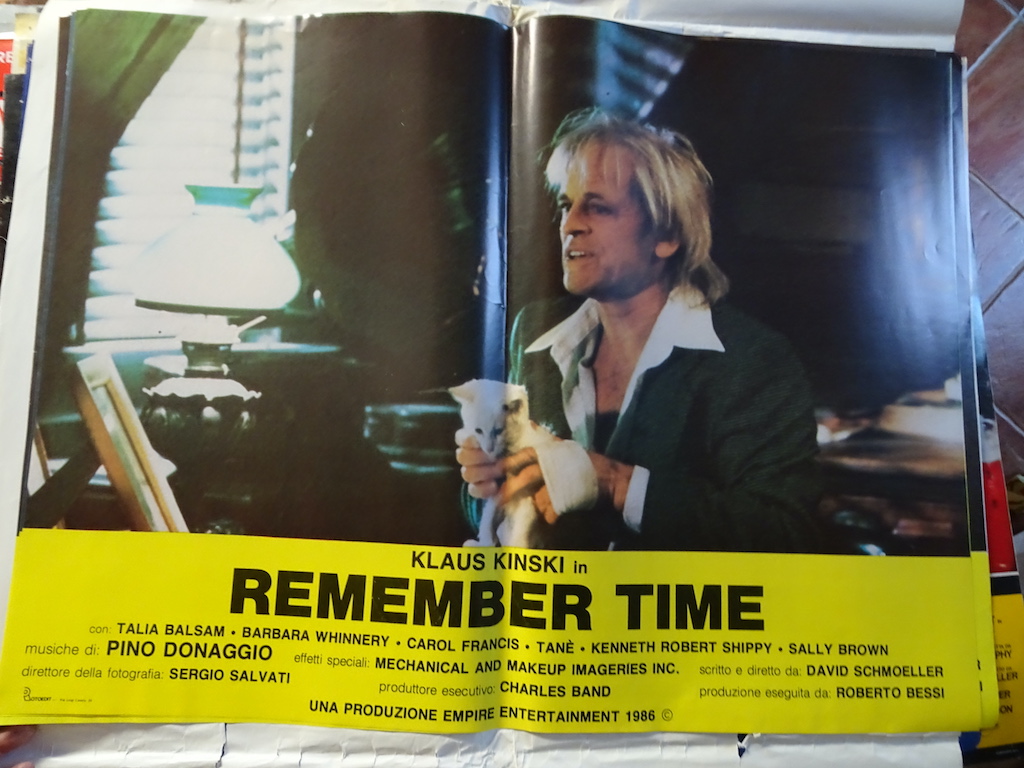 KLAUS KINSKI in
REMEMBER TIME
con: TALIA BALSAM • BARBARA WHINNERY • CAROL FRANCIS • TANÈ • KENNETH ROBERT SHIPPY • SALLY BROWN
musiche di: PINO DONAGGIO effetti speciali: MECHANICAL AND MAKEUP IMAGERIES INC. scritto e diretto da: DAVID SCHMOELLER
direttore della fotografia: SERGIO SALVATI produttore esecutivo: CHARLES BAND produzione eseguita da: ROBERTO BESSI
UNA PRODUZIONE EMPIRE ENTERTAINMENT 1986 ©